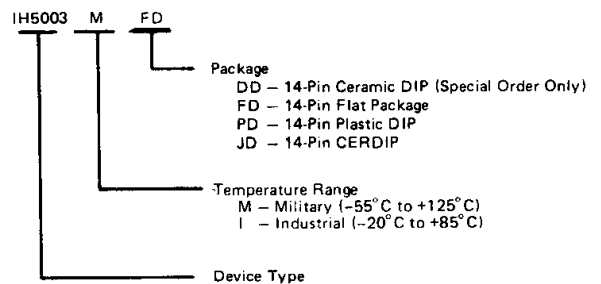 IH5003 M FD
Package
DD – 14-Pin Ceramic DIP (Special Order Only)
FD – 14-Pin Flat Package
PD – 14-Pin Plastic DIP
JD – 14-Pin CERDIP
Temperature Range
M – Military (-55°C to +125°C)
I – Industrial (-20°C to +85°C)
Device Type